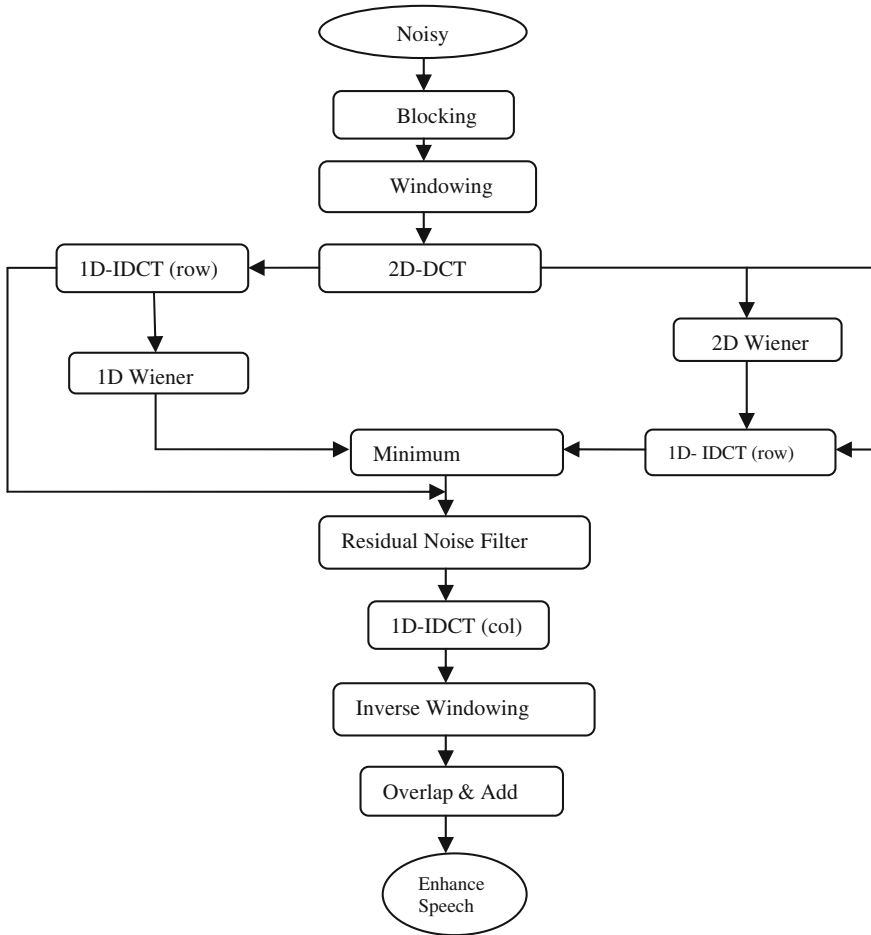 Noisy
Blocking
Windowing
1D-IDCT (row)
2D-DCT
2D Wiener
1D Wiener
Minimum
1D- IDCT (row)
Residual Noise Filter
1D-IDCT (col)
Inverse Windowing
Overlap & Add
Enhance
Speech